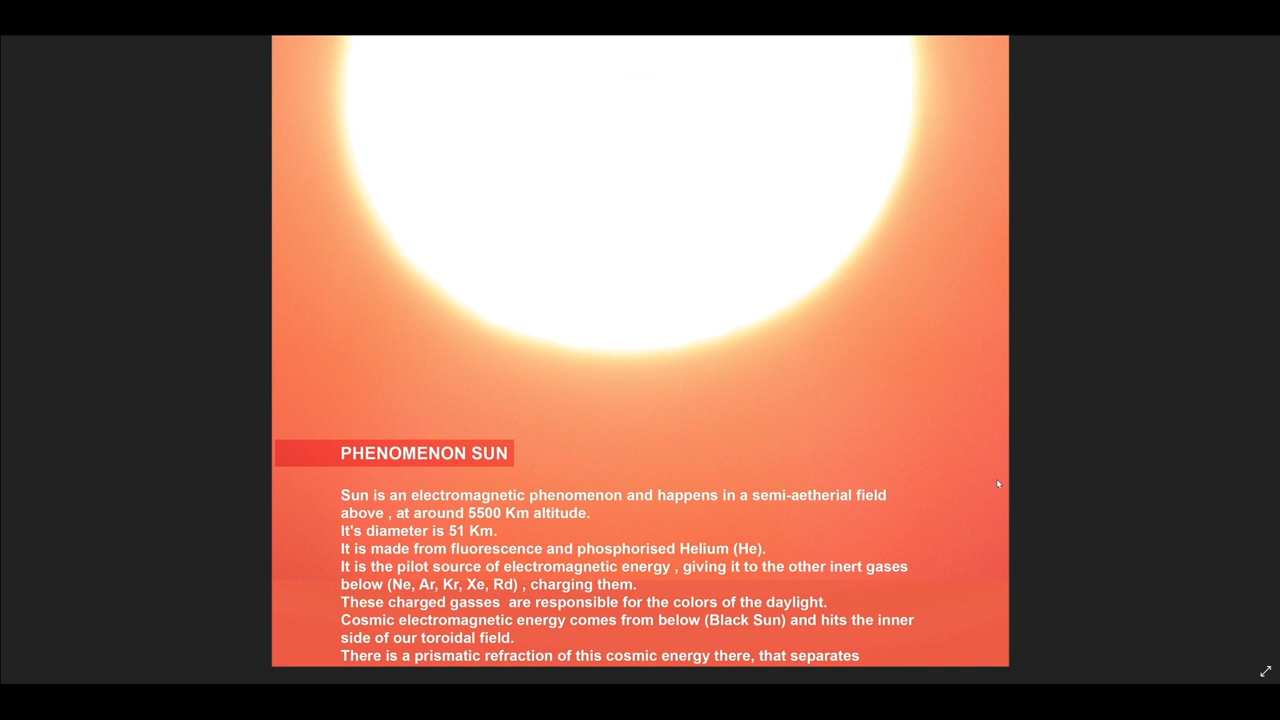 PHENOMENON SUN
Sun is an electromagnetic phenomenon and happens in a semi-aetherial field
above , at around 5500 Km altitude.
It's diameter is 51 Km.
It is made from fluorescence and phosphorised Helium (He).
It is the pilot source of electromagnetic energy , giving it to the other inert gases
below (Ne, Ar, Kr, Xe, Rd) , charging them.
These charged gasses  are responsible for the colors of the daylight.
Cosmic electromagnetic energy comes from below (Black Sun) and hits the inner
side of our toroidal field.
There is a prismatic refraction of this cosmic energy there, that separates